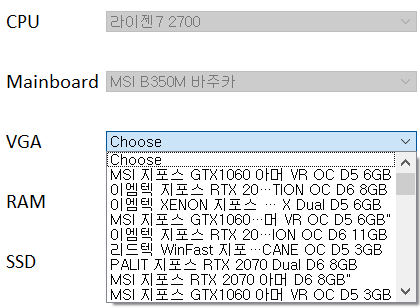 CPU
라이젠7 2700
Mainboard
MSI B350M 바주카
VGA
Choose
Choose
MSI 지포스 GTX1060 아머 VR OC D5 6GB
이엠텍 지포스 RTX 20…TION OC D6 8GB
이엠텍 XENON 지포스 … X Dual D5 6GB
MSI 지포스 GTX1060…머 VR OC D5 6GB"
이엠텍 지포스 RTX 20…ION OC D6 11GB
리드텍 WinFast 지포…CANE OC D5 3GB
PALIT 지포스 RTX 2070 Dual D6 8GB
MSI 지포스 RTX 2070 아머 D6 8GB"
MSI 지포스 GTX1060 아머 VR OC D5 3GB
RAM
SSD